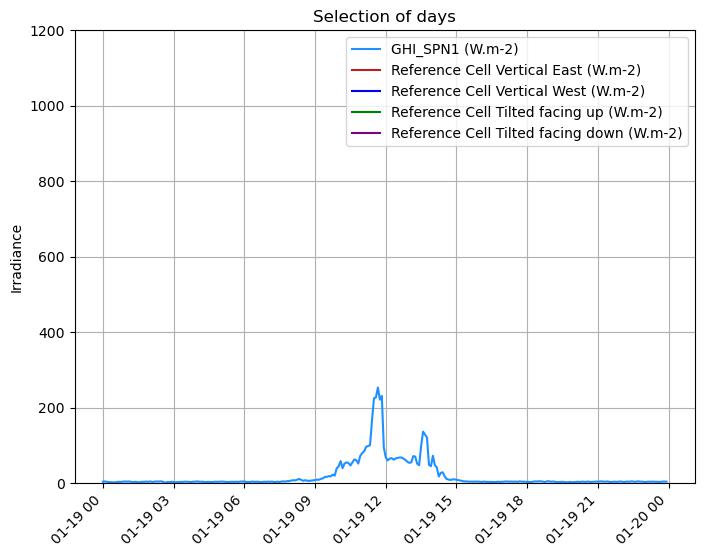 Selection of days
1200
1000
800
600
400
200
0
Irradiance
GHI_SPN1 (W.m-2)
Reference Cell Vertical East (W.m-2)
Reference Cell Vertical West (W.m-2)
Reference Cell Tilted facing up (W.m-2)
Reference Cell Tilted facing down (W.m-2)
01-19 00
01-19 03
01-19 06
01-19 09
01-19 12
01-19 15
01-19 18
01-19 21
01-20 00